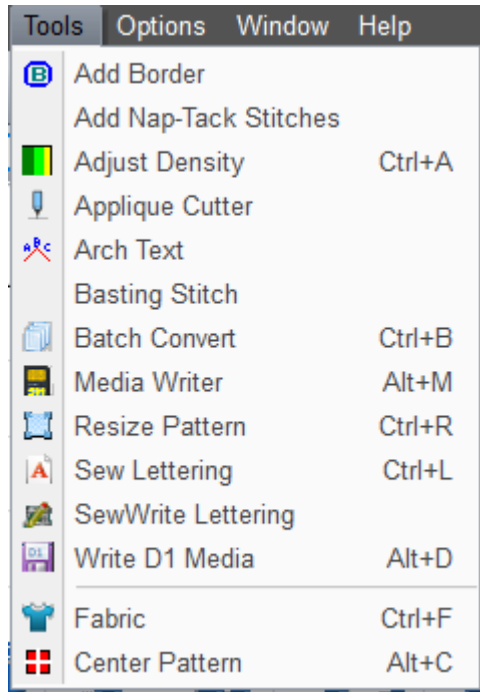 Tools Options Window Help
Add Border
Add Nap-Tack Stitches
Adjust Density Ctrl+A
Applique Cutter
Arch Text
Basting Stitch
Batch Convert Ctrl+B
Media Writer Alt+M
Resize Pattern Ctrl+R
Sew Lettering Ctrl+L
SewWrite Lettering
Write D1 Media Alt+D
Fabric Ctrl+F
Center Pattern Alt+C